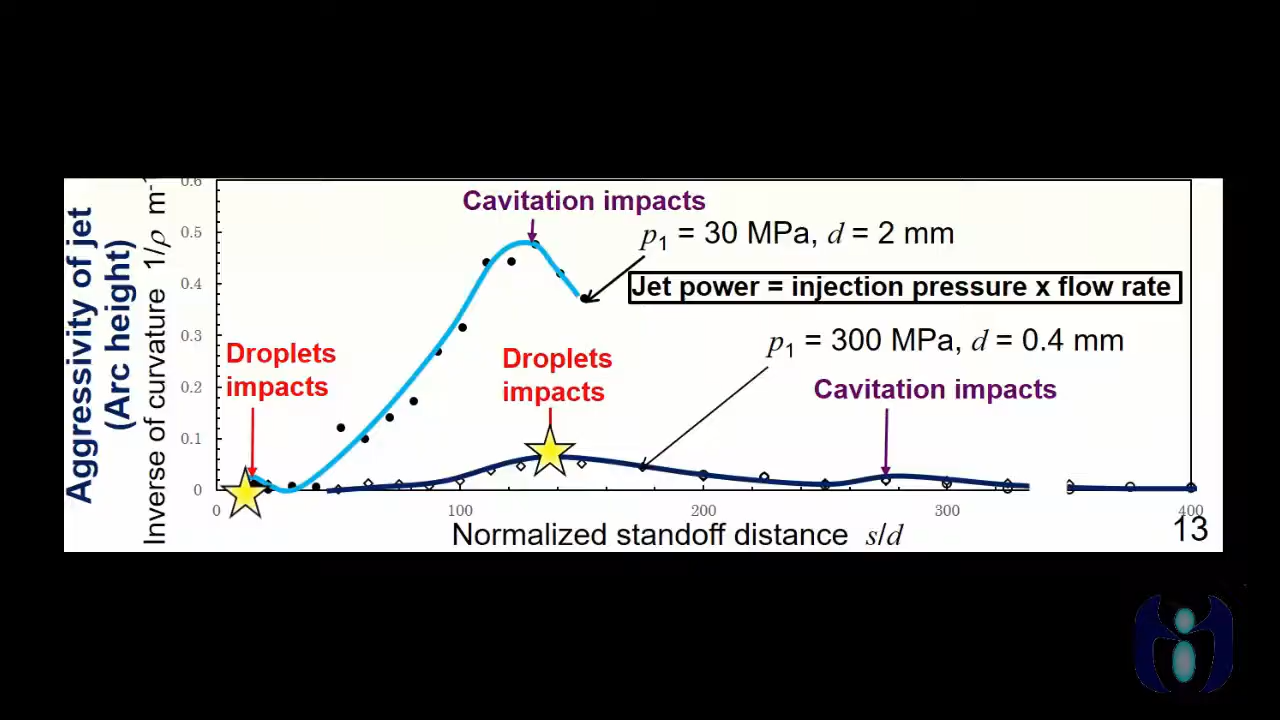 Aggressivity of jet
(Arc height)
Inverse of curvature 1/ρ m-1
0.6
0.5
0.4
0.3
0.2
0.1
0
Cavitation impacts
p1 = 30 MPa, d = 2 mm
Jet power = injection pressure x flow rate
p1 = 300 MPa, d = 0.4 mm
Droplets
impacts
Droplets
impacts
Cavitation impacts
0
100
200
300
400
Normalized standoff distance s/d
13